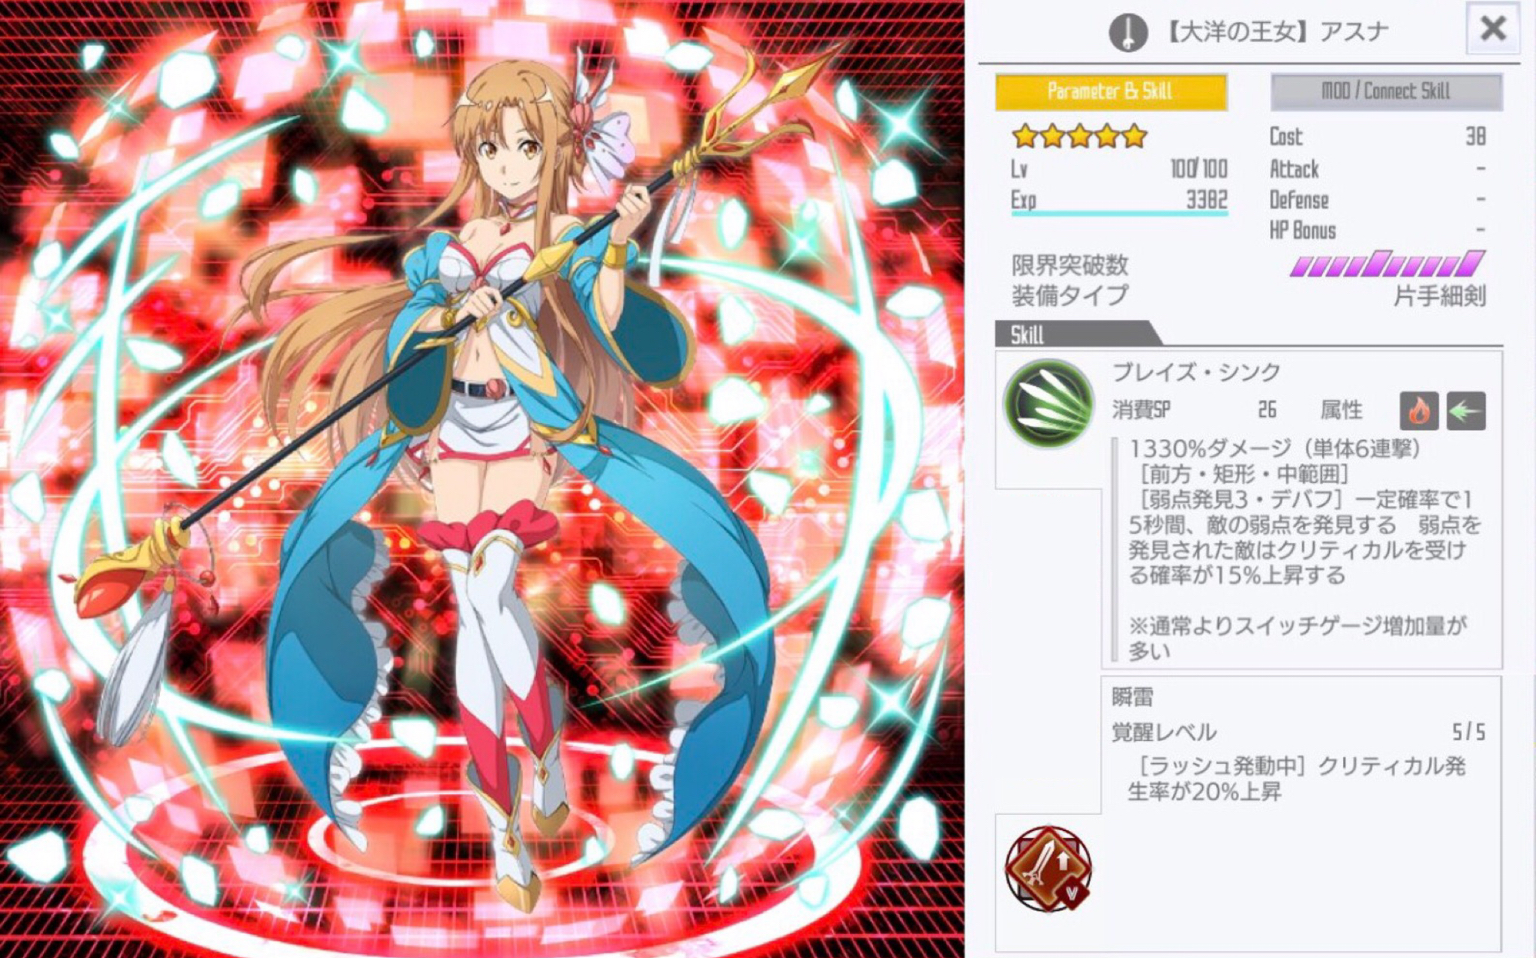 【大洋の王女】アスナ
Parameter & Skill
MOD / Connect Skill
Lv 100/100
Exp 3382
Cost 38
Attack -
Defense -
HP Bonus -
限界突破数
装備タイプ 片手細剣
Skill
ブレイズ・シンク
消費SP 26 属性
1330%ダメージ（単体6連撃）
［前方・矩形・中範囲］
［弱点発見3・デバフ］一定確率で1
5秒間、敵の弱点を発見する　弱点を
発見された敵はクリティカルを受け
る確率が15%上昇する
※通常よりスイッチゲージ増加量が
多い
瞬雷
覚醒レベル 5/5
［ラッシュ発動中］クリティカル発
生率が20%上昇
V